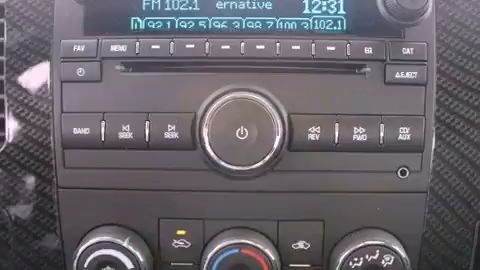 FM 102.1 ernative 12:31
92.1 92.5 96.3 98.7 100.3 102.1
FAV MENU EQ CAT
EJECT
BAND SEEK SEEK REV FWD CD/AUX